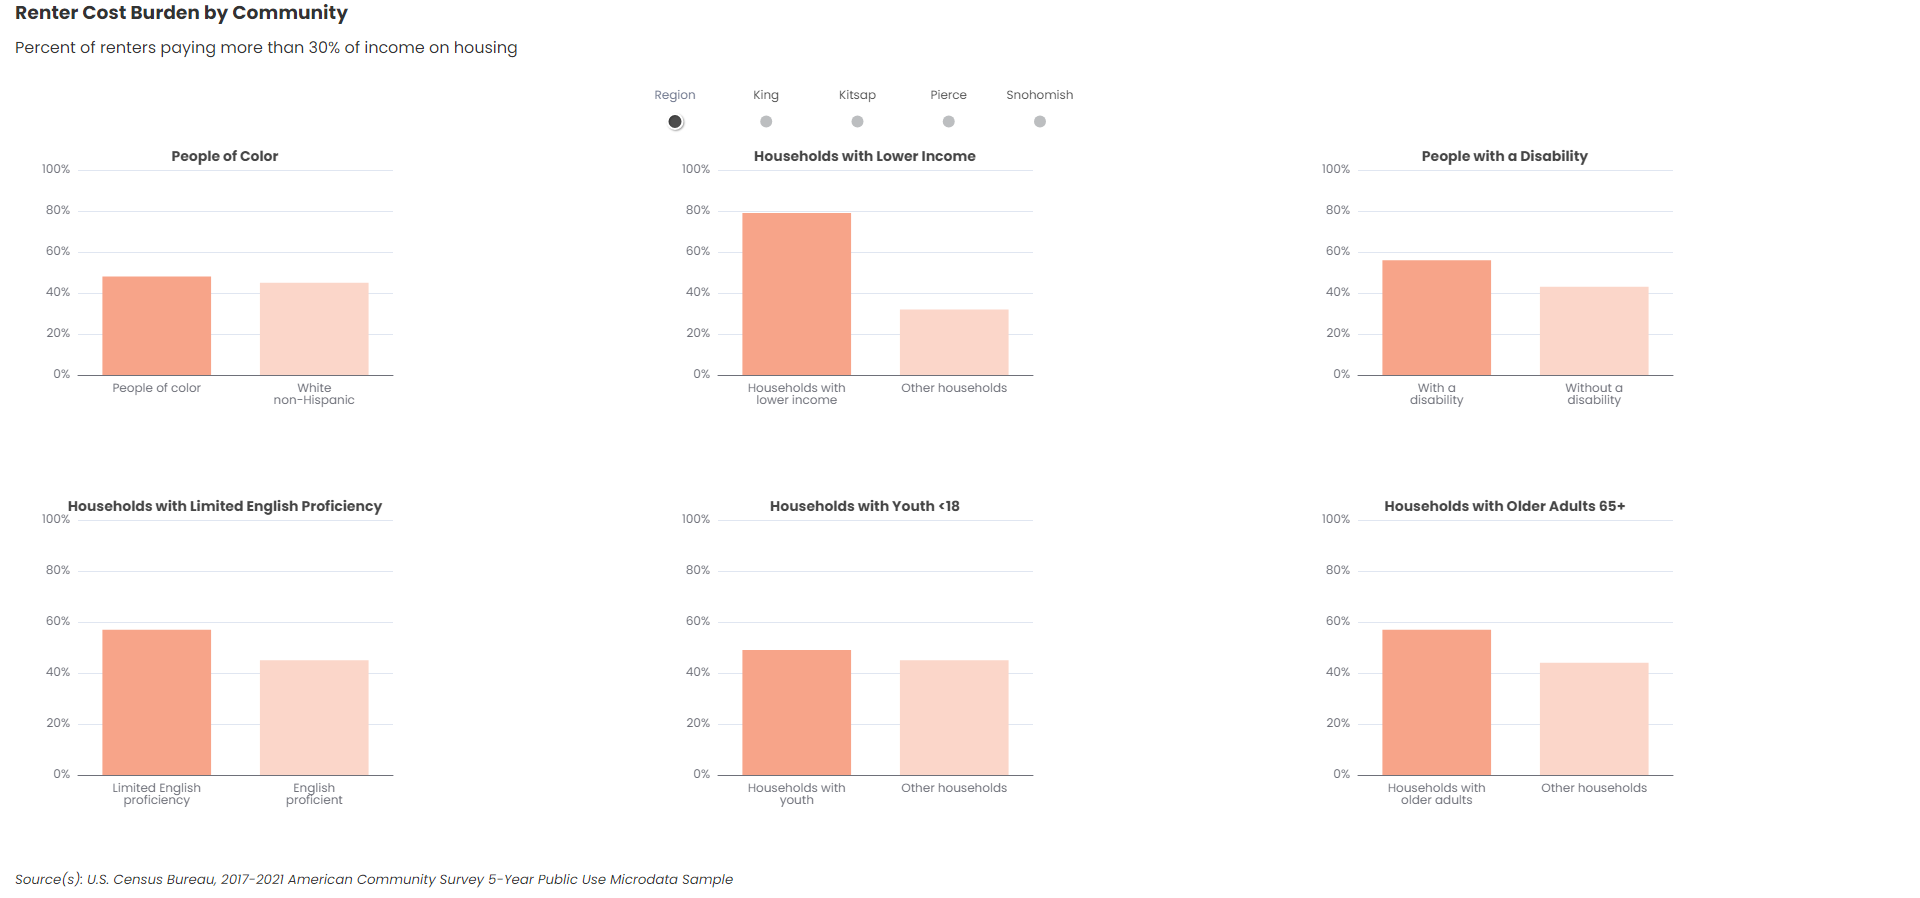 Renter Cost Burden by Community
Percent of renters paying more than 30% of income on housing
Region King Kitsap Pierce Snohomish
People of Color
100%
80%
60%
40%
20%
0%
People of color
White
non-Hispanic
Households with Lower Income
100%
80%
60%
40%
20%
0%
Households with
lower income
Other households
People with a Disability
100%
80%
60%
40%
20%
0%
With a
disability
Without a
disability
Households with Limited English Proficiency
100%
80%
60%
40%
20%
0%
Limited English
proficiency
English
proficient
Households with Youth <18
100%
80%
60%
40%
20%
0%
Households with
youth
Other households
Households with Older Adults 65+
100%
80%
60%
40%
20%
0%
Households with
older adults
Other households
Source(s): U.S. Census Bureau, 2017-2021 American Community Survey 5-Year Public Use Microdata Sample